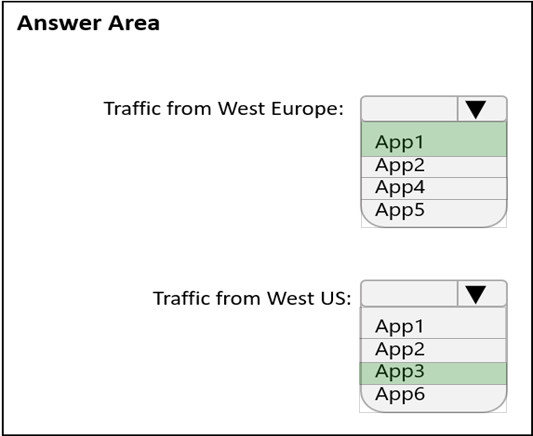 Answer Area
Traffic from West Europe:
App1
App2
App4
App5
Traffic from West US:
App1
App2
App3
App6